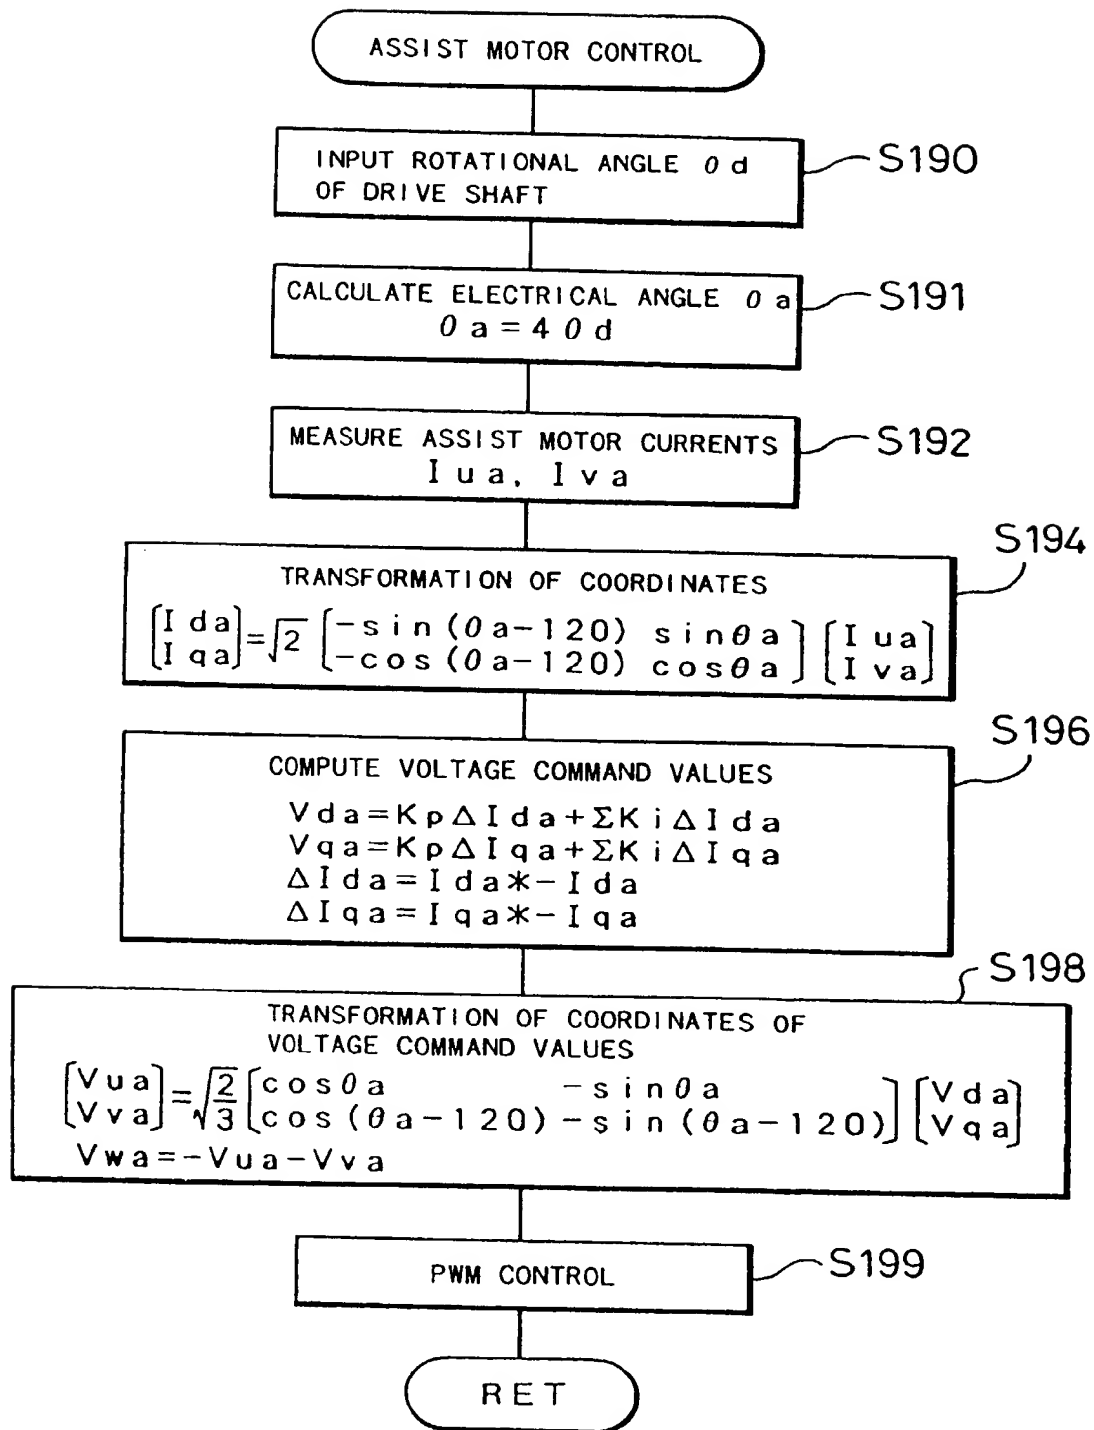 ASSIST MOTOR CONTROL
INPUT ROTATIONAL ANGLE θd
OF DRIVE SHAFT
S190
CALCULATE ELECTRICAL ANGLE θa
θa=4θd
S191
MEASURE ASSIST MOTOR CURRENTS
Iua, Iva
S192
S194
TRANSFORMATION OF COORDINATES
[Ida] = √2 [-sin(θa-120) sinθa] [Iua]
[Iqa] [-cos(θa-120) cosθa] [Iva]
S196
COMPUTE VOLTAGE COMMAND VALUES
Vda=KpΔIda+ΣKiΔIda
Vqa=KpΔIqa+ΣKiΔIqa
ΔIda=Ida*-Ida
ΔIqa=Iqa*-Iqa
S198
TRANSFORMATION OF COORDINATES OF
VOLTAGE COMMAND VALUES
[Vua] = √2/3 [cosθa -sinθa] [Vda]
[Vva] [cos(θa-120) -sin(θa-120)] [Vqa]
Vwa=-Vua-Vva
PWM CONTROL
S199
RET